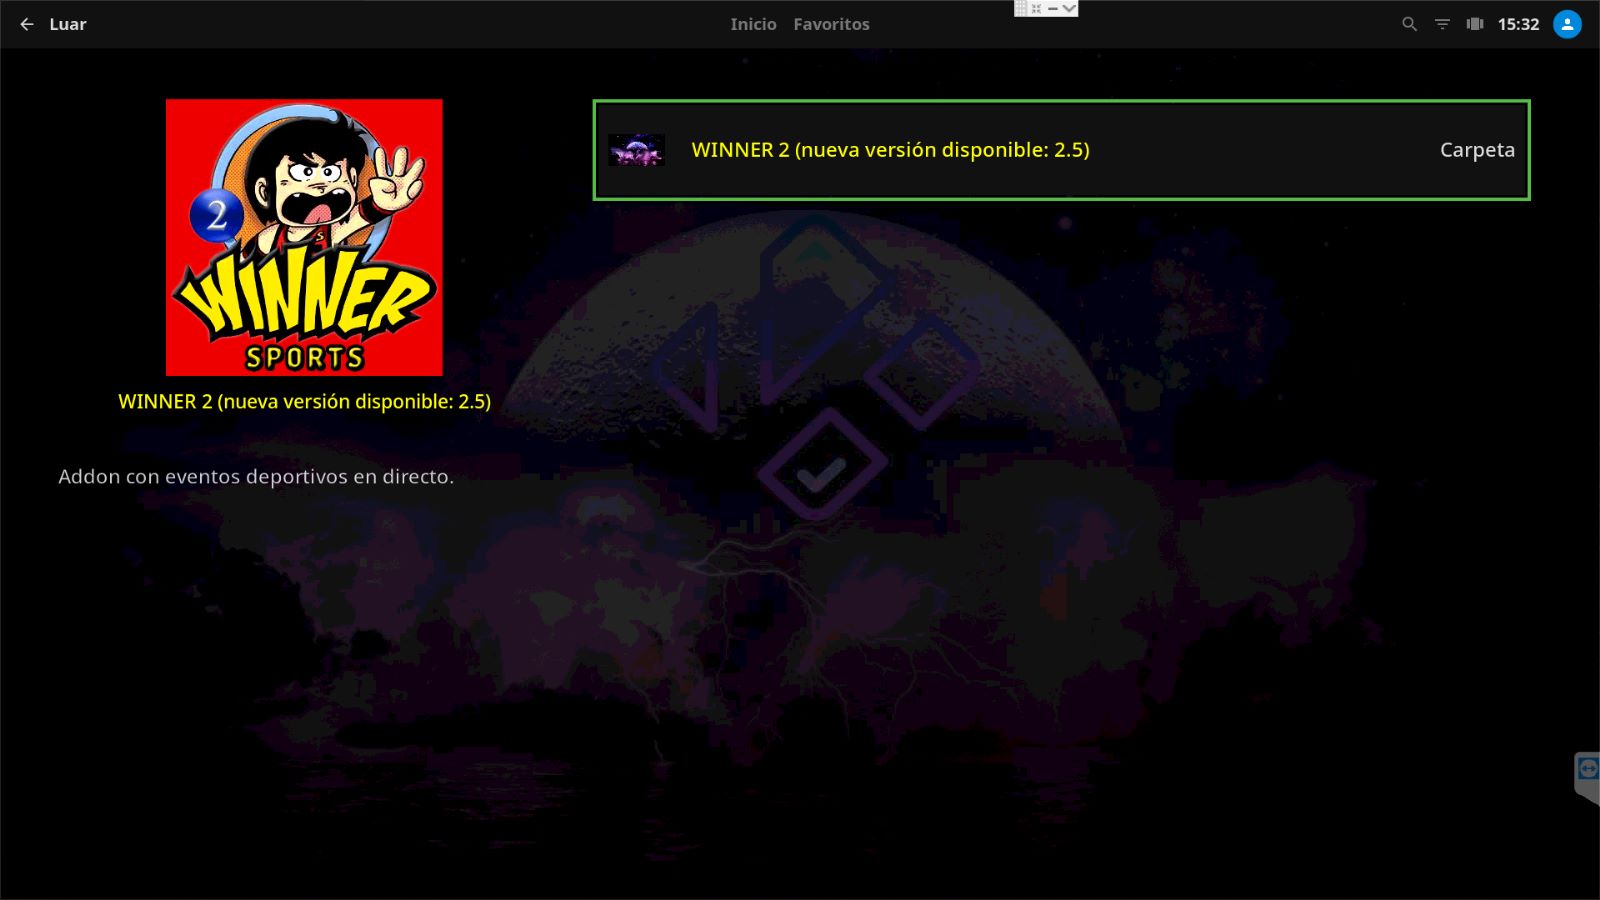 Luar
Inicio Favoritos
15:32
2
S
WINNER
SPORTS
WINNER 2 (nueva versión disponible: 2.5)
Addon con eventos deportivos en directo.
WINNER 2 (nueva versión disponible: 2.5) Carpeta